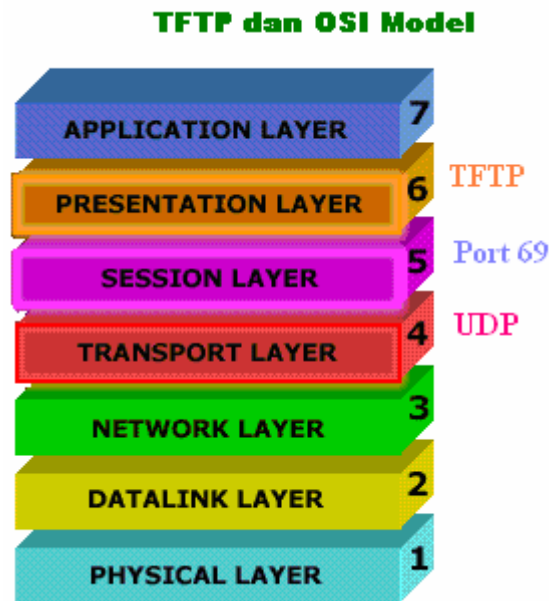 TFTP dan OSI Model
APPLICATION LAYER 7
PRESENTATION LAYER 6 TFTP
SESSION LAYER 5 Port 69
TRANSPORT LAYER 4 UDP
NETWORK LAYER 3
DATALINK LAYER 2
PHYSICAL LAYER 1